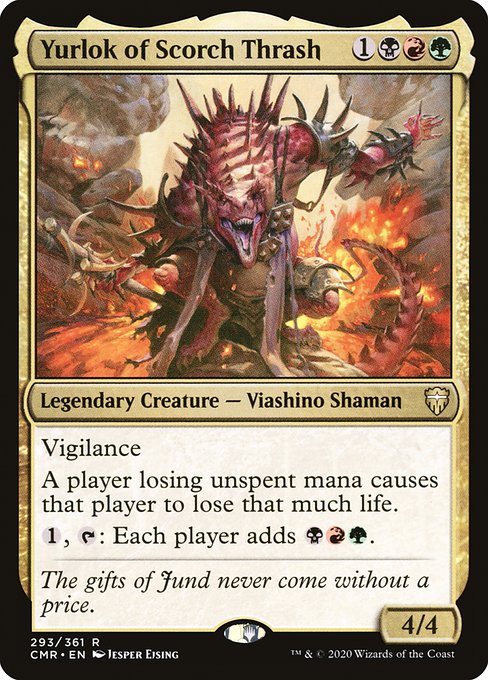 Yurlok of Scorch Thrash 1
Legendary Creature — Viashino Shaman
Vigilance
A player losing unspent mana causes
that player to lose that much life.
1, : Each player adds .
The gifts of Jund never come without a
price.
4/4
293/361 R
CMR • EN Jesper Eising
™ & © 2020 Wizards of the Coast